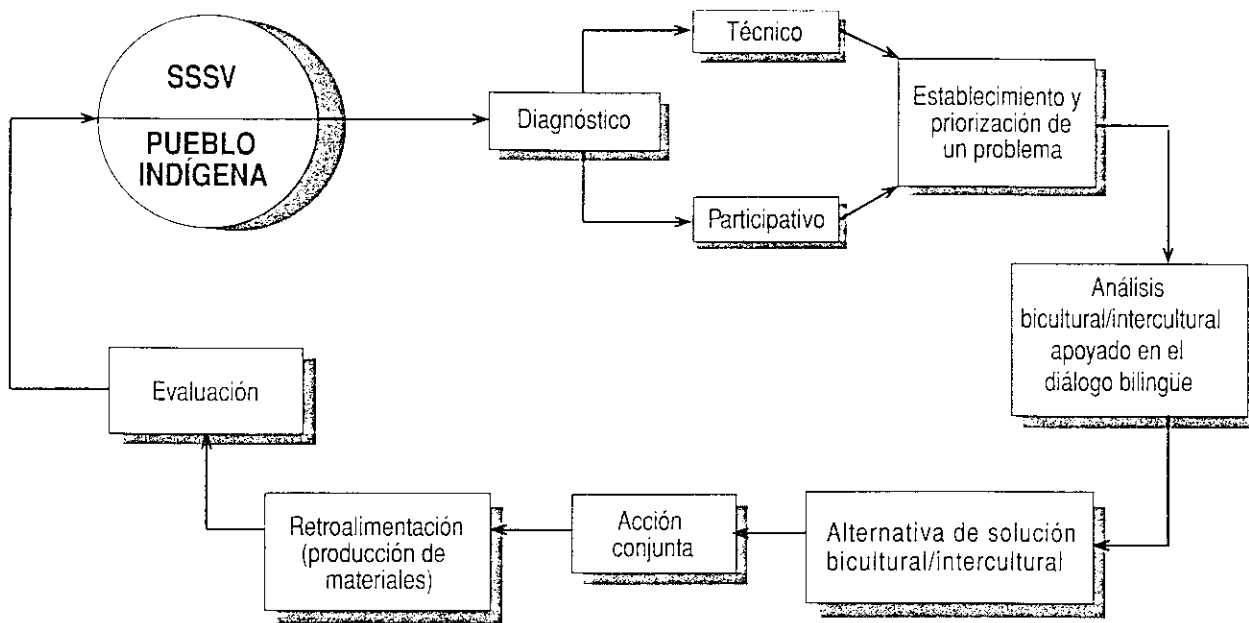 SSSV
PUEBLO
INDÍGENA
Diagnóstico
Técnico
Participativo
Establecimiento y
priorización de
un problema
Análisis
bicultural/intercultural
apoyado en el
diálogo bilingüe
Alternativa de solución
bicultural/intercultural
Acción
conjunta
Retroalimentación
(producción de
materiales)
Evaluación